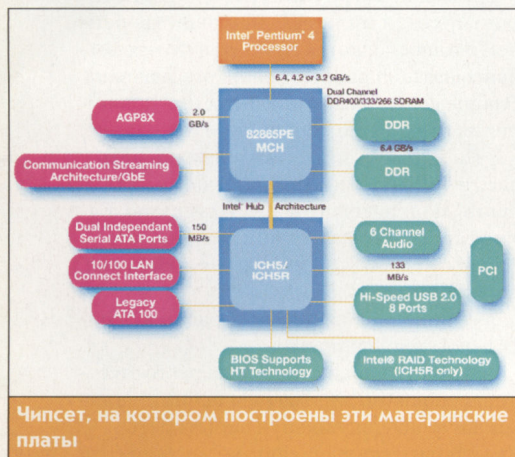 Intel® Pentium® 4
Processor
6.4, 4.2 or 3.2 GB/s
Dual Channel
DDR400/333/266 SDRAM
AGP8X
2.0
GB/s
82865PE
MCH
DDR
6.4 GB/s
DDR
Communication Streaming
Architecture/GbE
Intel® Hub Architecture
Dual Independant
Serial ATA Ports
150
MB/s
6 Channel
Audio
10/100 LAN
Connect Interface
ICH5/
ICH5R
133
MB/s
PCI
Legacy
ATA 100
Hi-Speed USB 2.0
8 Ports
BIOS Supports
HT Technology
Intel® RAID Technology
(ICH5R only)
Чипсет, на котором построены эти материнские
платы